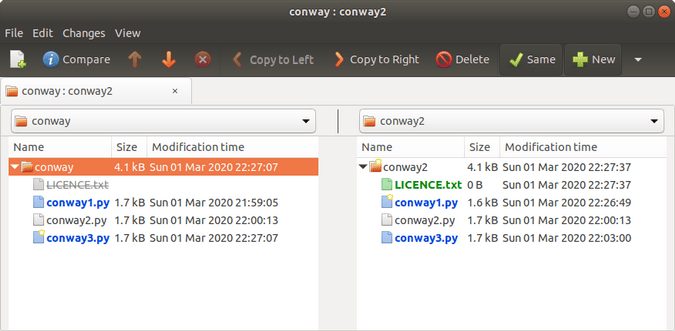 conway : conway2
File Edit Changes View
Compare Copy to Left Copy to Right Delete Same New
conway : conway2 ×
conway conway2
Name Size Modification time Name Size Modification time
conway 4.1 kB Sun 01 Mar 2020 22:27:07 conway2 4.1 kB Sun 01 Mar 2020 22:27:37
LICENCE.txt LICENCE.txt 0 B Sun 01 Mar 2020 22:27:37
conway1.py 1.7 kB Sun 01 Mar 2020 21:59:05 conway1.py 1.6 kB Sun 01 Mar 2020 22:26:49
conway2.py 1.7 kB Sun 01 Mar 2020 22:00:13 conway2.py 1.7 kB Sun 01 Mar 2020 22:00:13
conway3.py 1.7 kB Sun 01 Mar 2020 22:27:07 conway3.py 1.7 kB Sun 01 Mar 2020 22:03:00